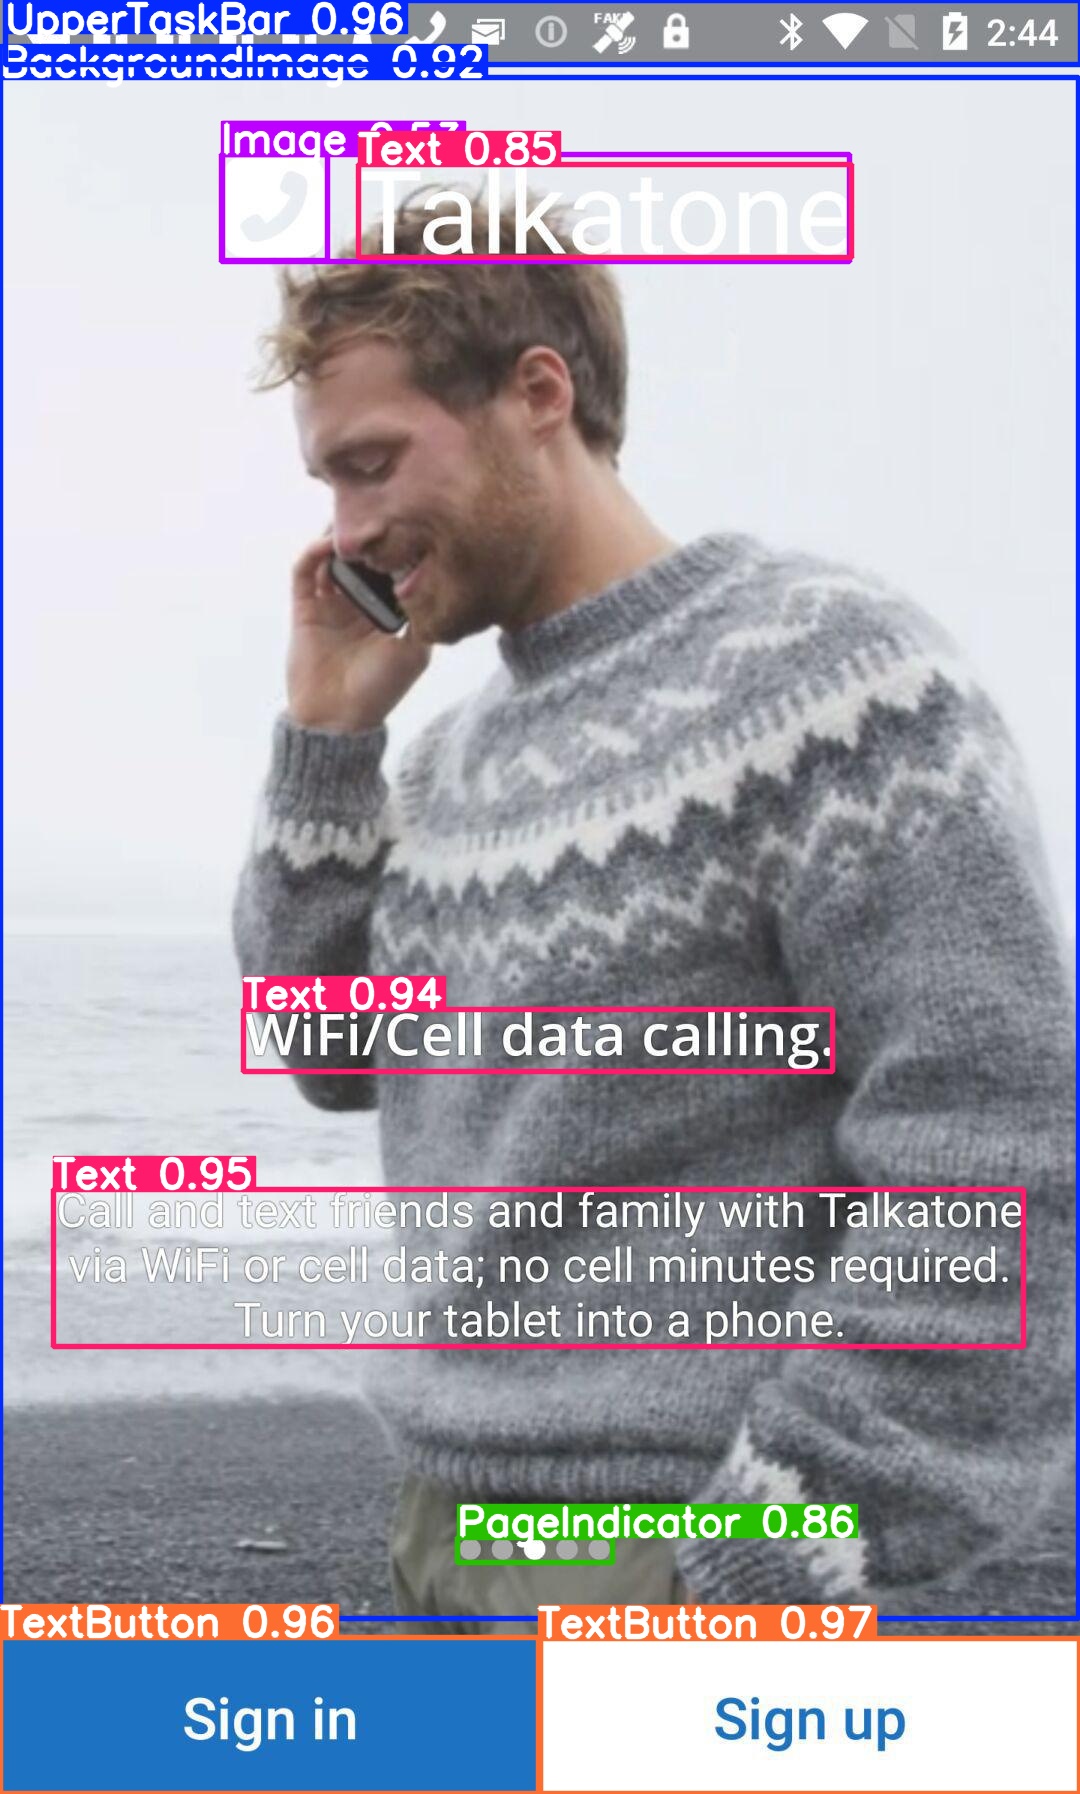 UpperTaskBar 0.96
FAKE
2:44
BackgroundImage 0.92
Image
Text 0.85
Talkatone
Text 0.94
WiFi/Cell data calling.
Text 0.95
Call and text friends and family with Talkatone
via WiFi or cell data; no cell minutes required.
Turn your tablet into a phone.
PageIndicator 0.86
TextButton 0.96
TextButton 0.97
Sign in
Sign up